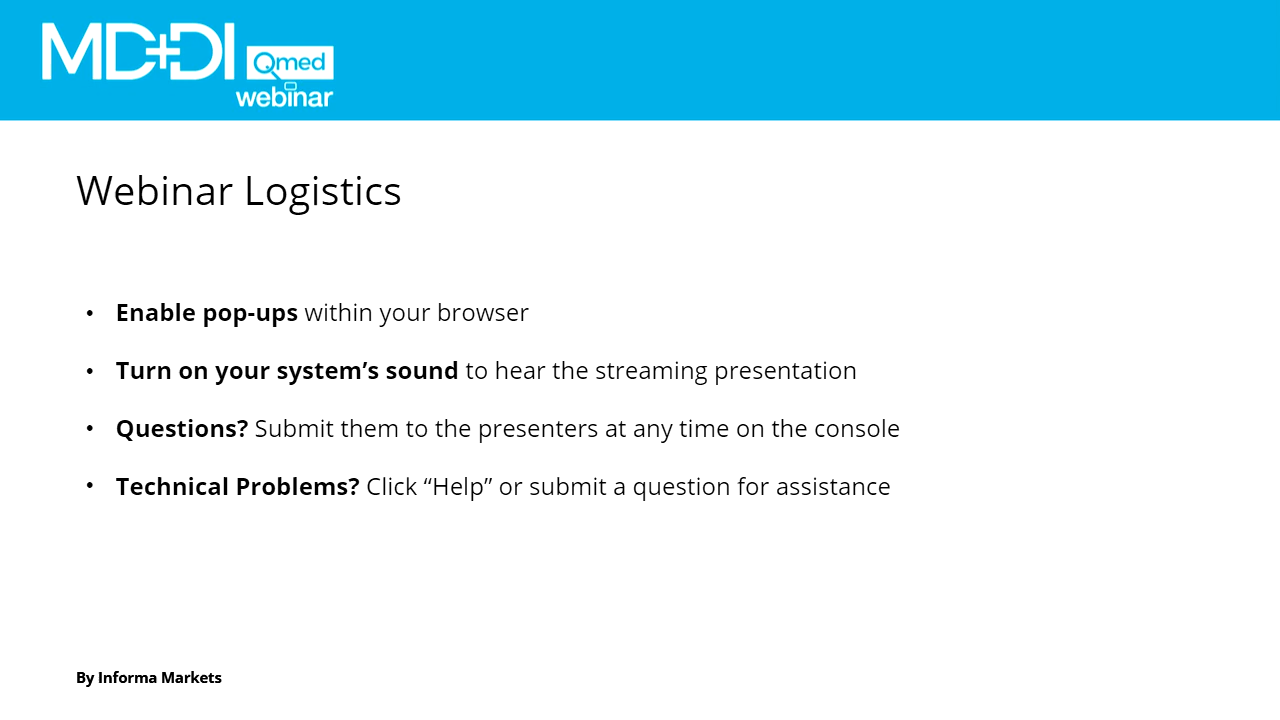 MD+DI Qmed
webinar
Webinar Logistics
• Enable pop-ups within your browser
• Turn on your system’s sound to hear the streaming presentation
• Questions? Submit them to the presenters at any time on the console
• Technical Problems? Click “Help” or submit a question for assistance
By Informa Markets